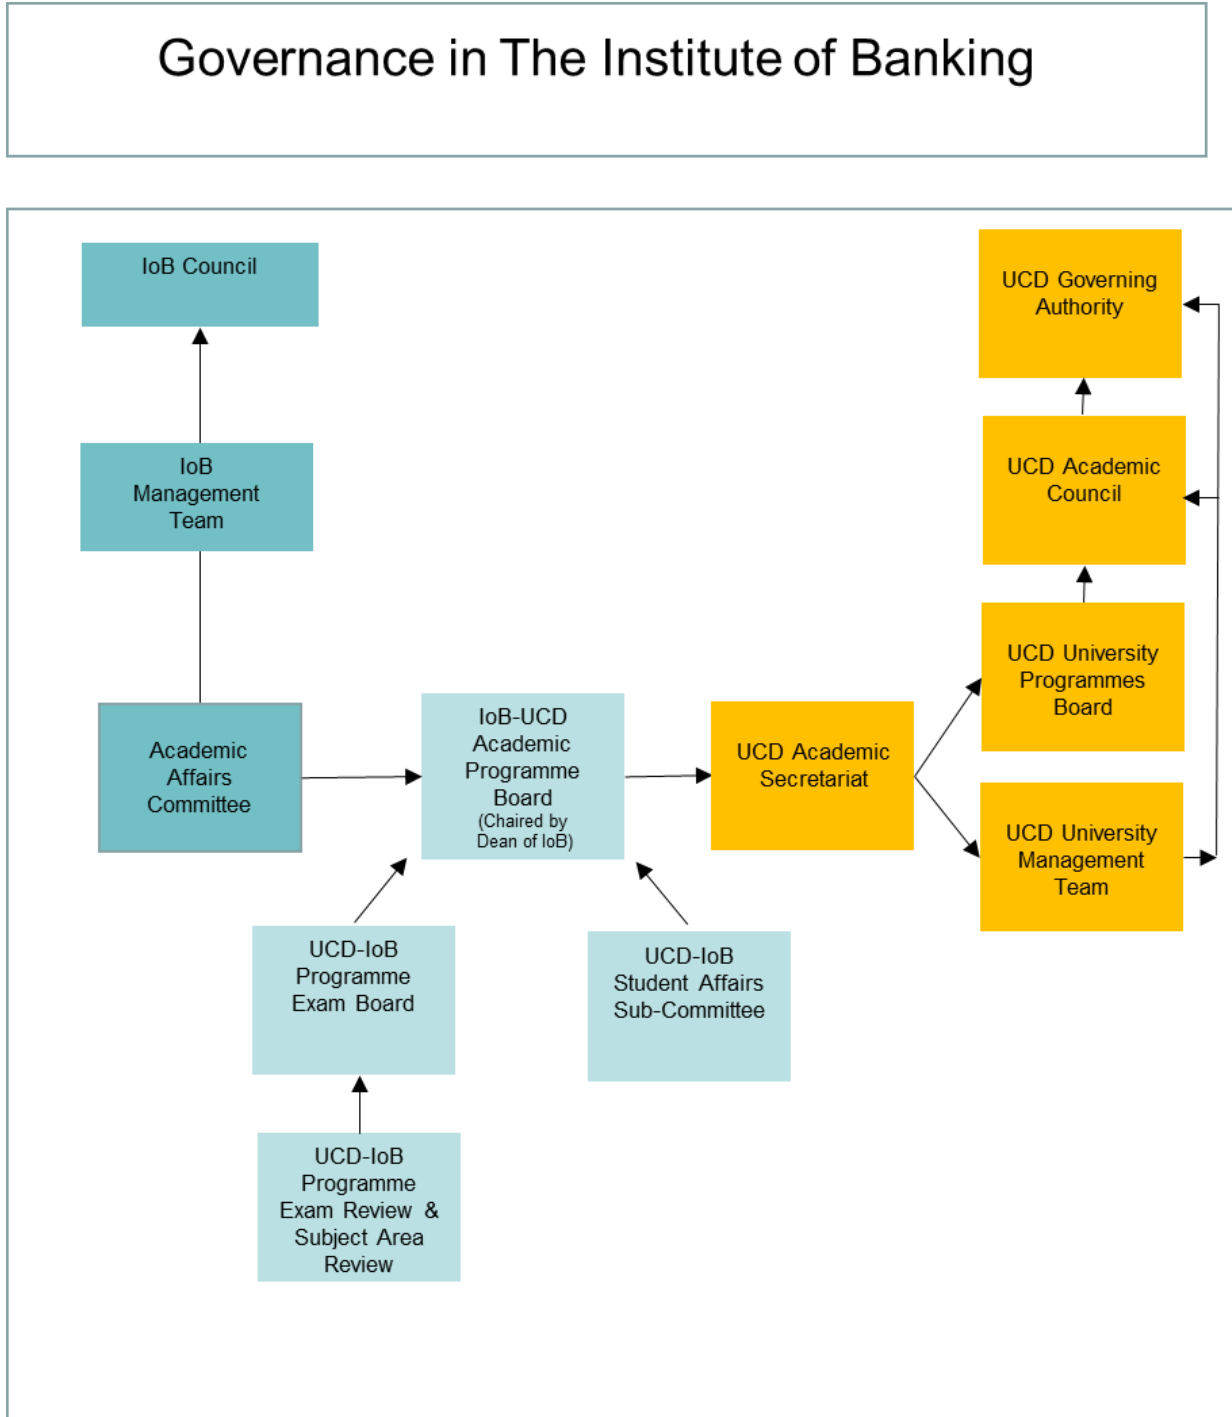 Governance in The Institute of Banking
IoB Council
IoB
Management
Team
Academic
Affairs
Committee
IoB-UCD
Academic
Programme
Board
(Chaired by
Dean of IoB)
UCD-IoB
Programme
Exam Board
UCD-IoB
Programme
Exam Review &
Subject Area
Review
UCD-IoB
Student Affairs
Sub-Committee
UCD Academic
Secretariat
UCD Governing
Authority
UCD Academic
Council
UCD University
Programmes
Board
UCD University
Management
Team